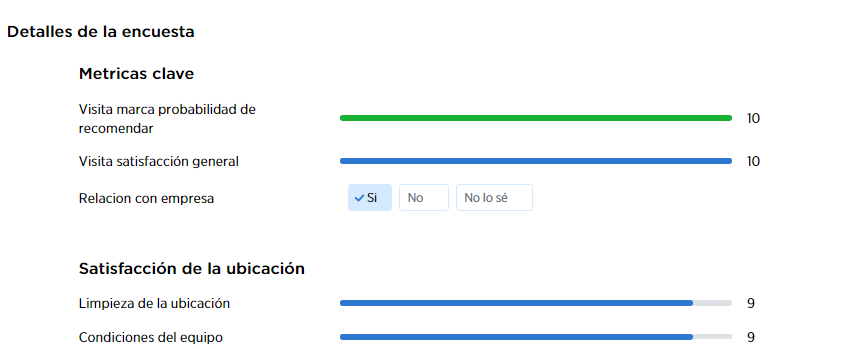 Detalles de la encuesta
Metricas clave
Visita marca probabilidad de
recomendar
10
Visita satisfacción general
10
Relacion con empresa
Si
No
No lo sé
Satisfacción de la ubicación
Limpieza de la ubicación
9
Condiciones del equipo
9